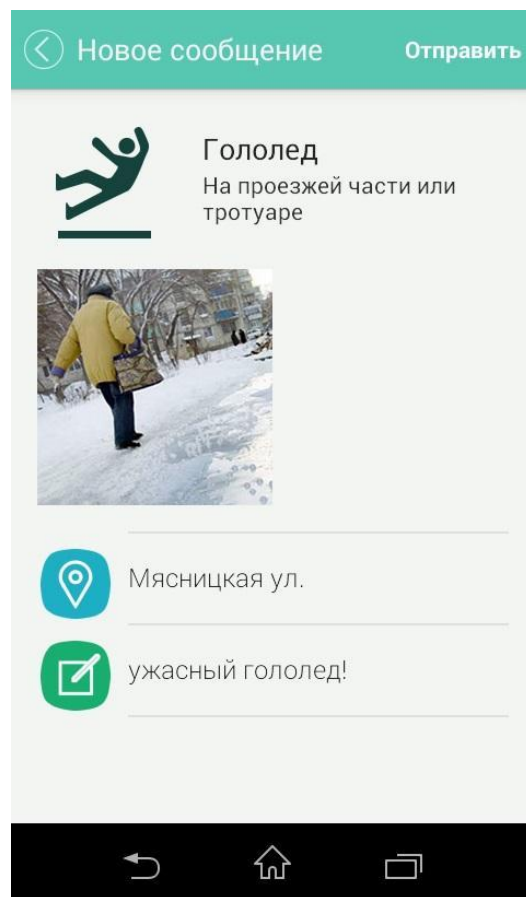 Новое сообщение Отправить
Гололед
На проезжей части или
тротуаре
Мясницкая ул.
ужасный гололед!